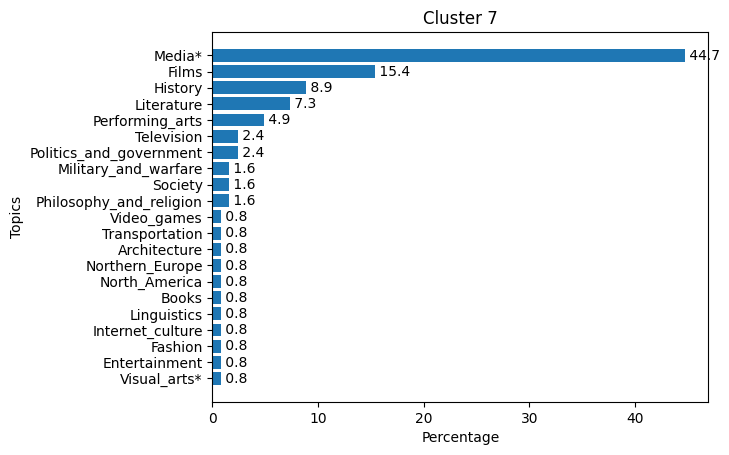 Cluster 7
Topics
Media* 44.7
Films 15.4
History 8.9
Literature 7.3
Performing_arts 4.9
Television 2.4
Politics_and_government 2.4
Military_and_warfare 1.6
Society 1.6
Philosophy_and_religion 1.6
Video_games 0.8
Transportation 0.8
Architecture 0.8
Northern_Europe 0.8
North_America 0.8
Books 0.8
Linguistics 0.8
Internet_culture 0.8
Fashion 0.8
Entertainment 0.8
Visual_arts* 0.8
0 10 20 30 40
Percentage